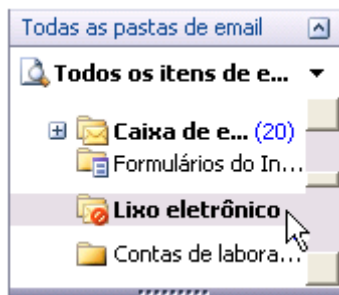 Todas as pastas de email
Todos os itens de e...
Caixa de e... (20)
Formulários do In...
Lixo eletrônico
Contas de labora...